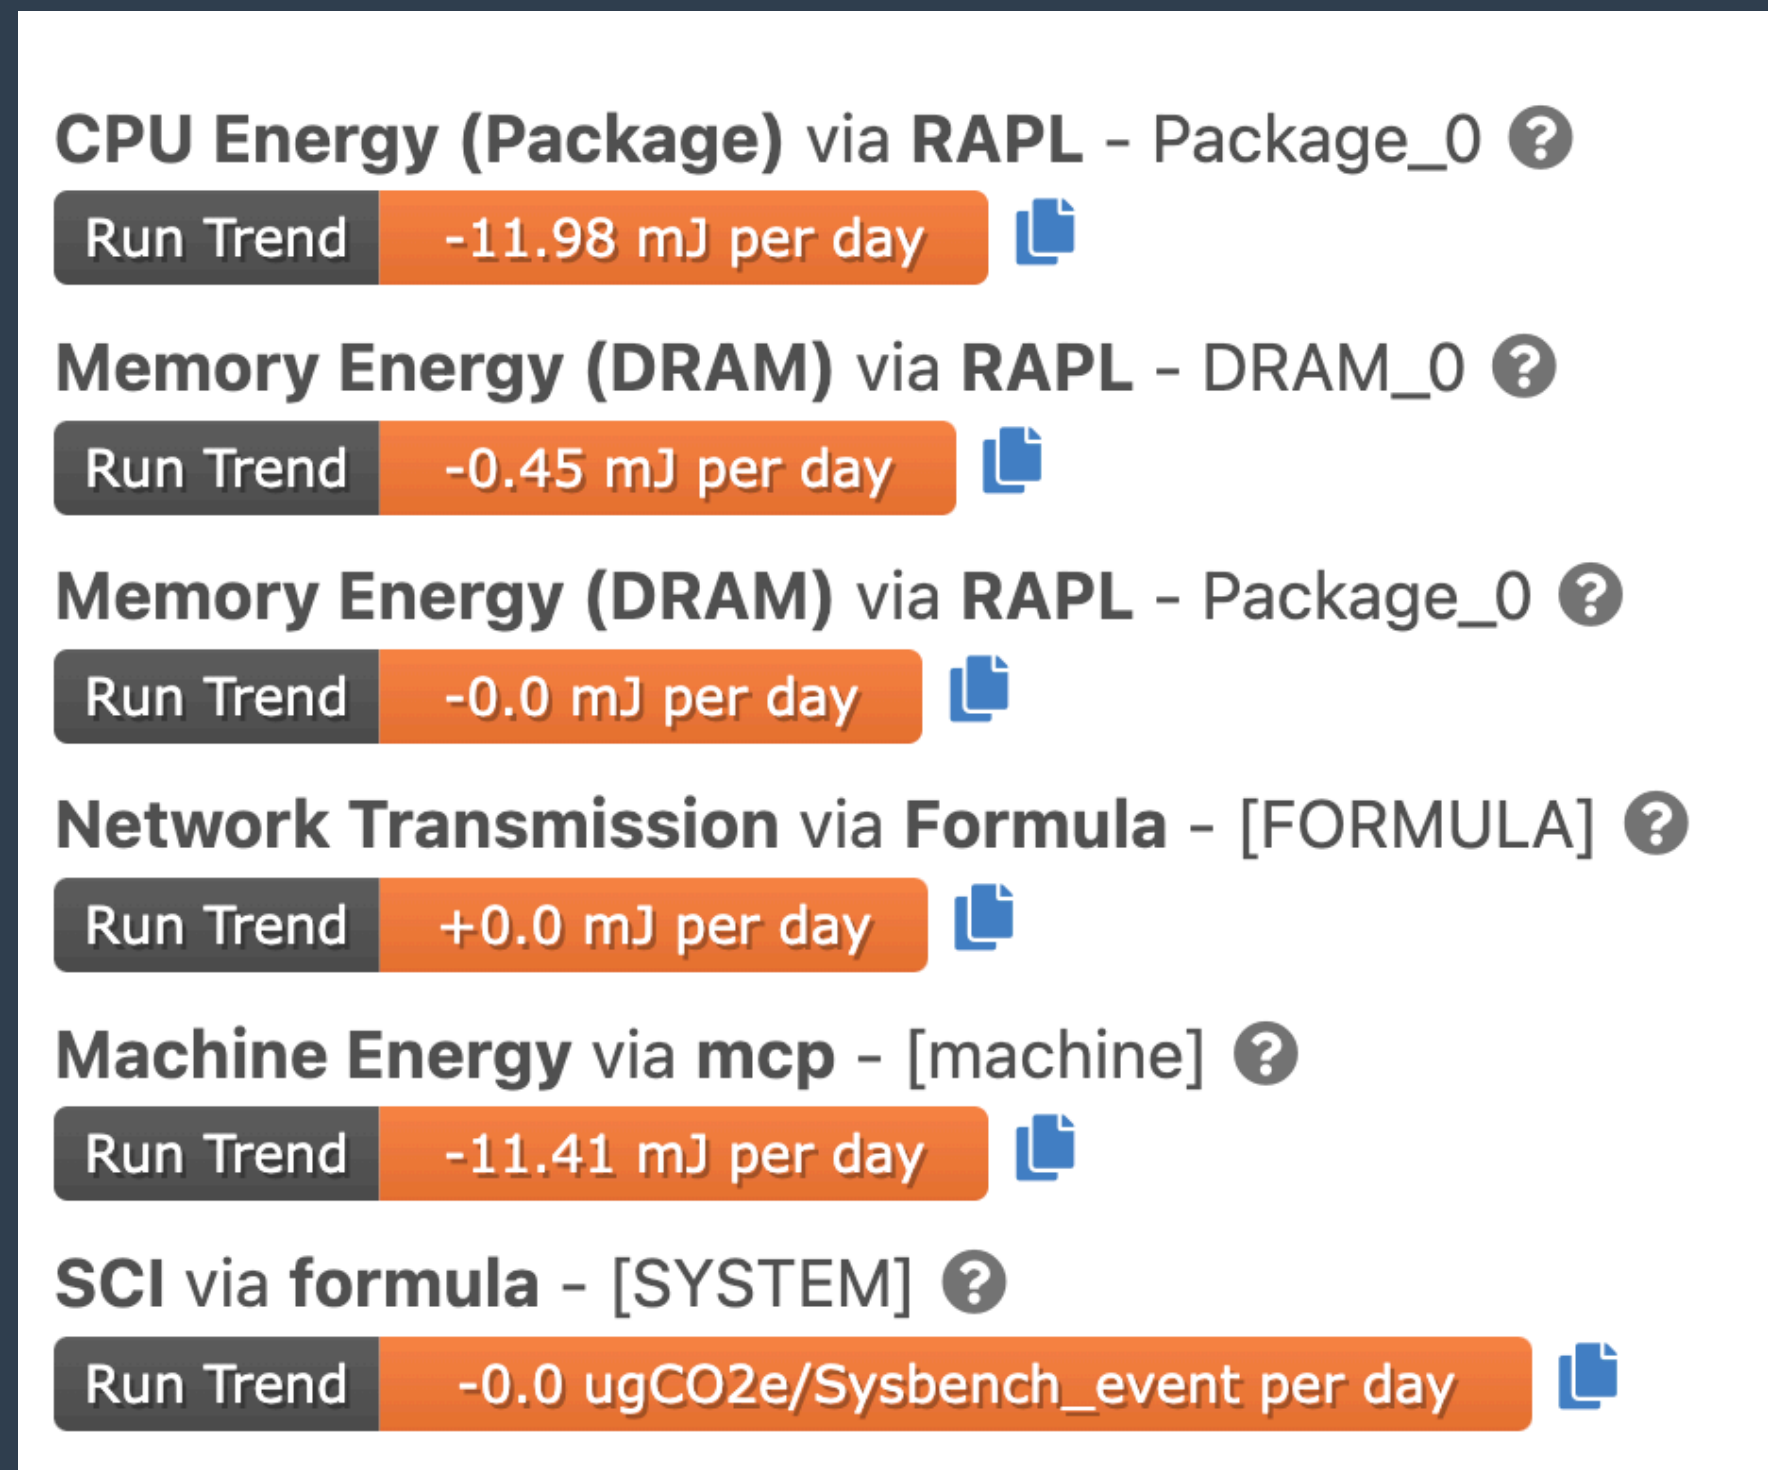 CPU Energy (Package) via RAPL - Package_0 ?
Run Trend -11.98 mJ per day
Memory Energy (DRAM) via RAPL - DRAM_0 ?
Run Trend -0.45 mJ per day
Memory Energy (DRAM) via RAPL - Package_0 ?
Run Trend -0.0 mJ per day
Network Transmission via Formula - [FORMULA] ?
Run Trend +0.0 mJ per day
Machine Energy via mcp - [machine] ?
Run Trend -11.41 mJ per day
SCI via formula - [SYSTEM] ?
Run Trend -0.0 ugCO2e/Sysbench_event per day